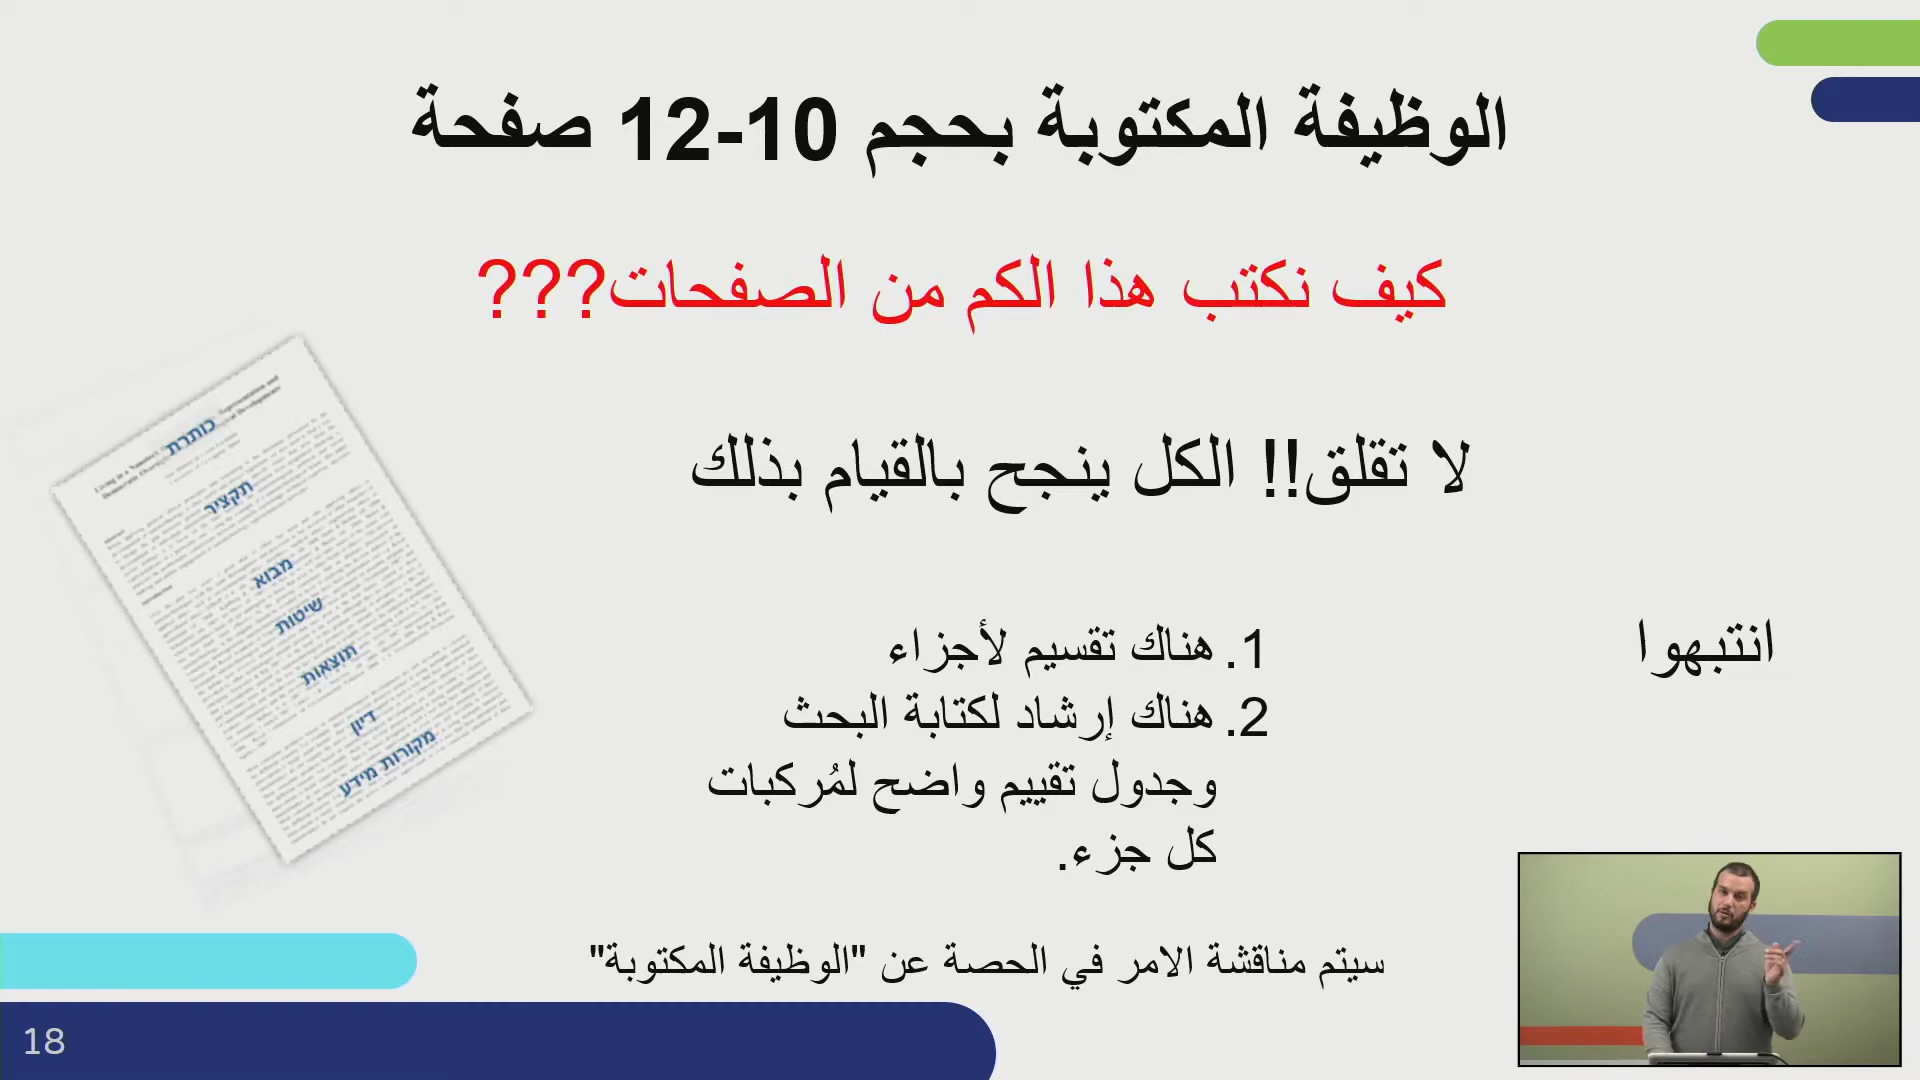 الوظيفة المكتوبة بحجم 10-12 صفحة
كيف نكتب هذا الكم من الصفحات???
لا تقلق!! الكل ينجح بالقيام بذلك
انتبهوا
1. هناك تقسيم لأجزاء
2. هناك إرشاد لكتابة البحث
وجدول تقييم واضح لمُركبات
كل جزء.
سيتم مناقشة الامر في الحصة عن "الوظيفة المكتوبة"
כותרת
תקציר
מבוא
שיטות
תוצאות
דיון
מקורות מידע
18